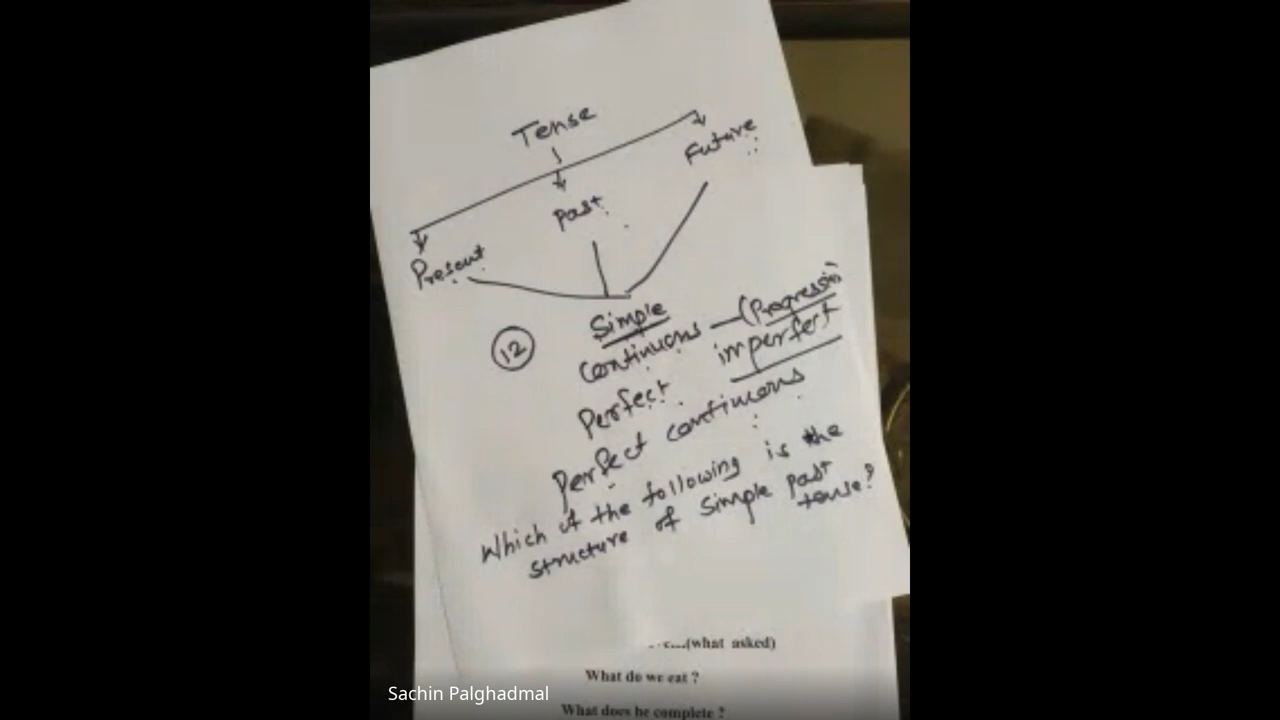 Tense
Present Past Future
Simple
12
Continuous — (Progressiv
imperfect
Perfect
Perfect continuous
Which of the following is the
structure of Simple past
tense?
(what asked)
What do we eat ?
What does he complete ?
Sachin Palghadmal